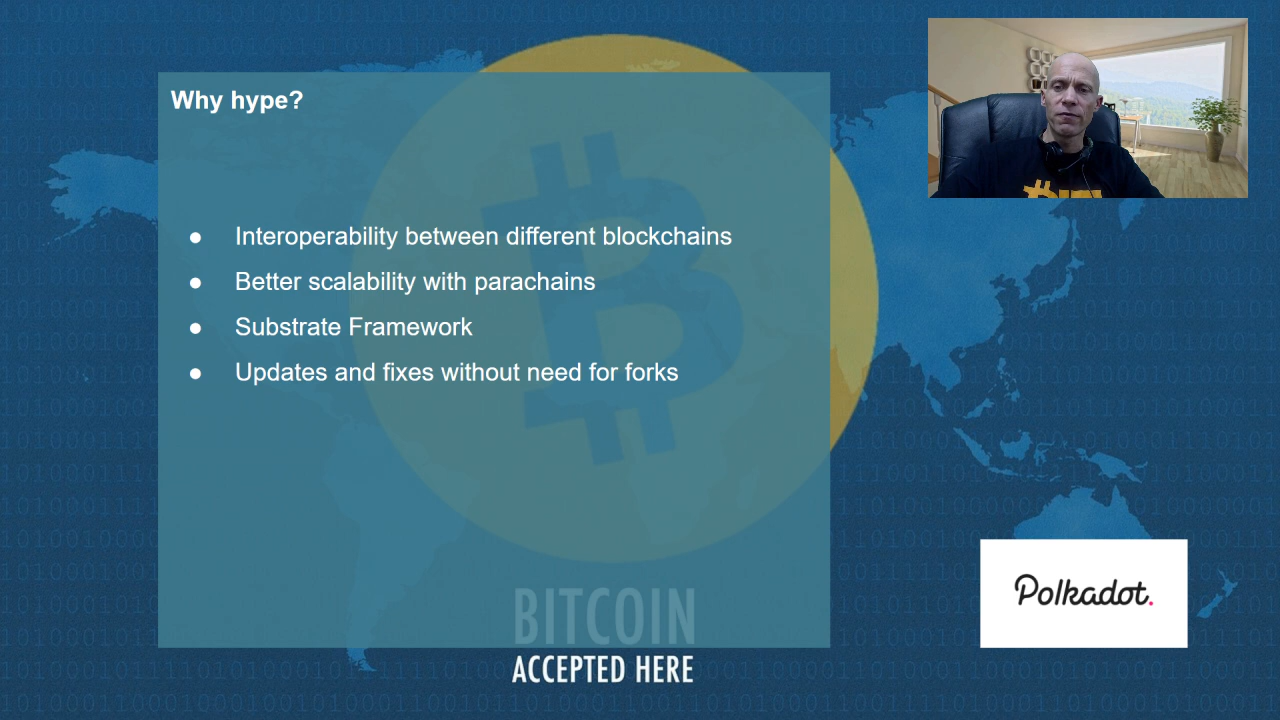 Why hype?
● Interoperability between different blockchains
● Better scalability with parachains
● Substrate Framework
● Updates and fixes without need for forks
BITCOIN
ACCEPTED HERE
Polkadot.